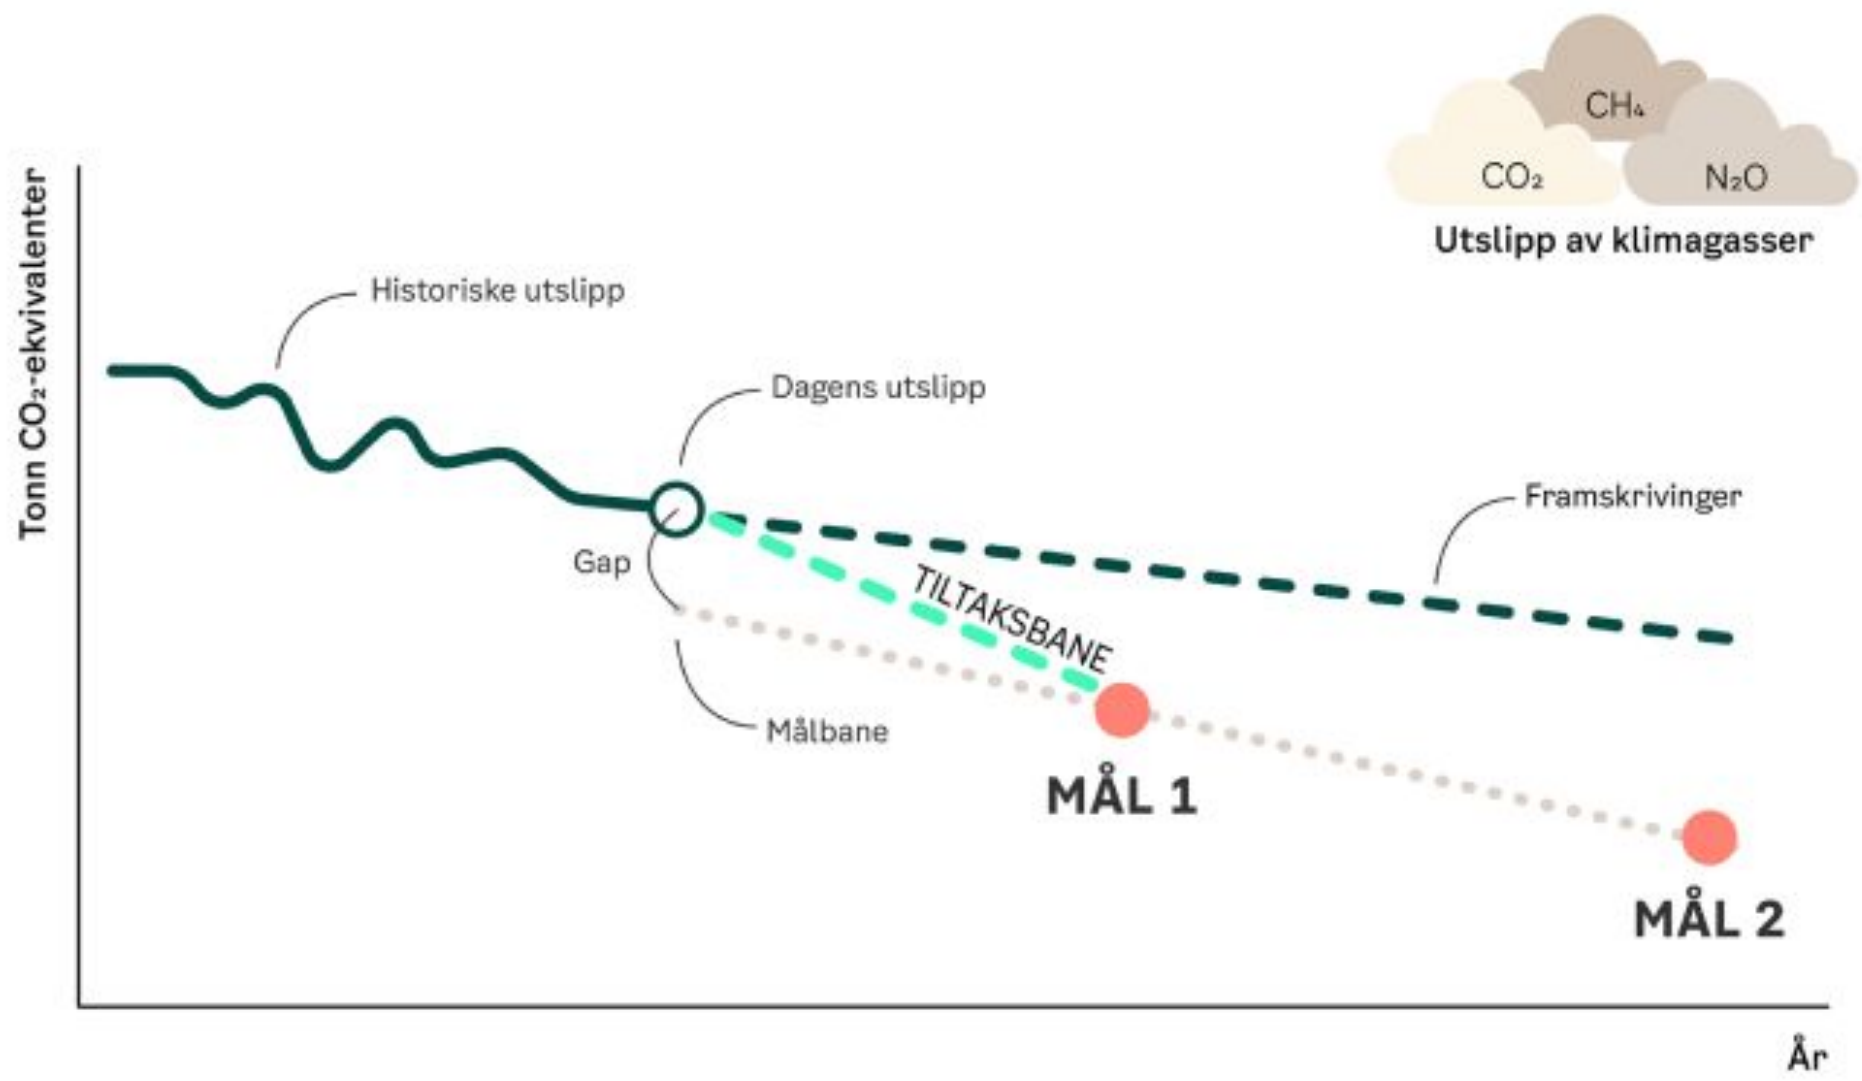 CH₄
CO₂
N₂O
Utslipp av klimagasser
Tonn CO₂-ekvivalenter
Historiske utslipp
Dagens utslipp
Framskrivinger
Gap
TILTAKSBANE
Målbane
MÅL 1
MÅL 2
År